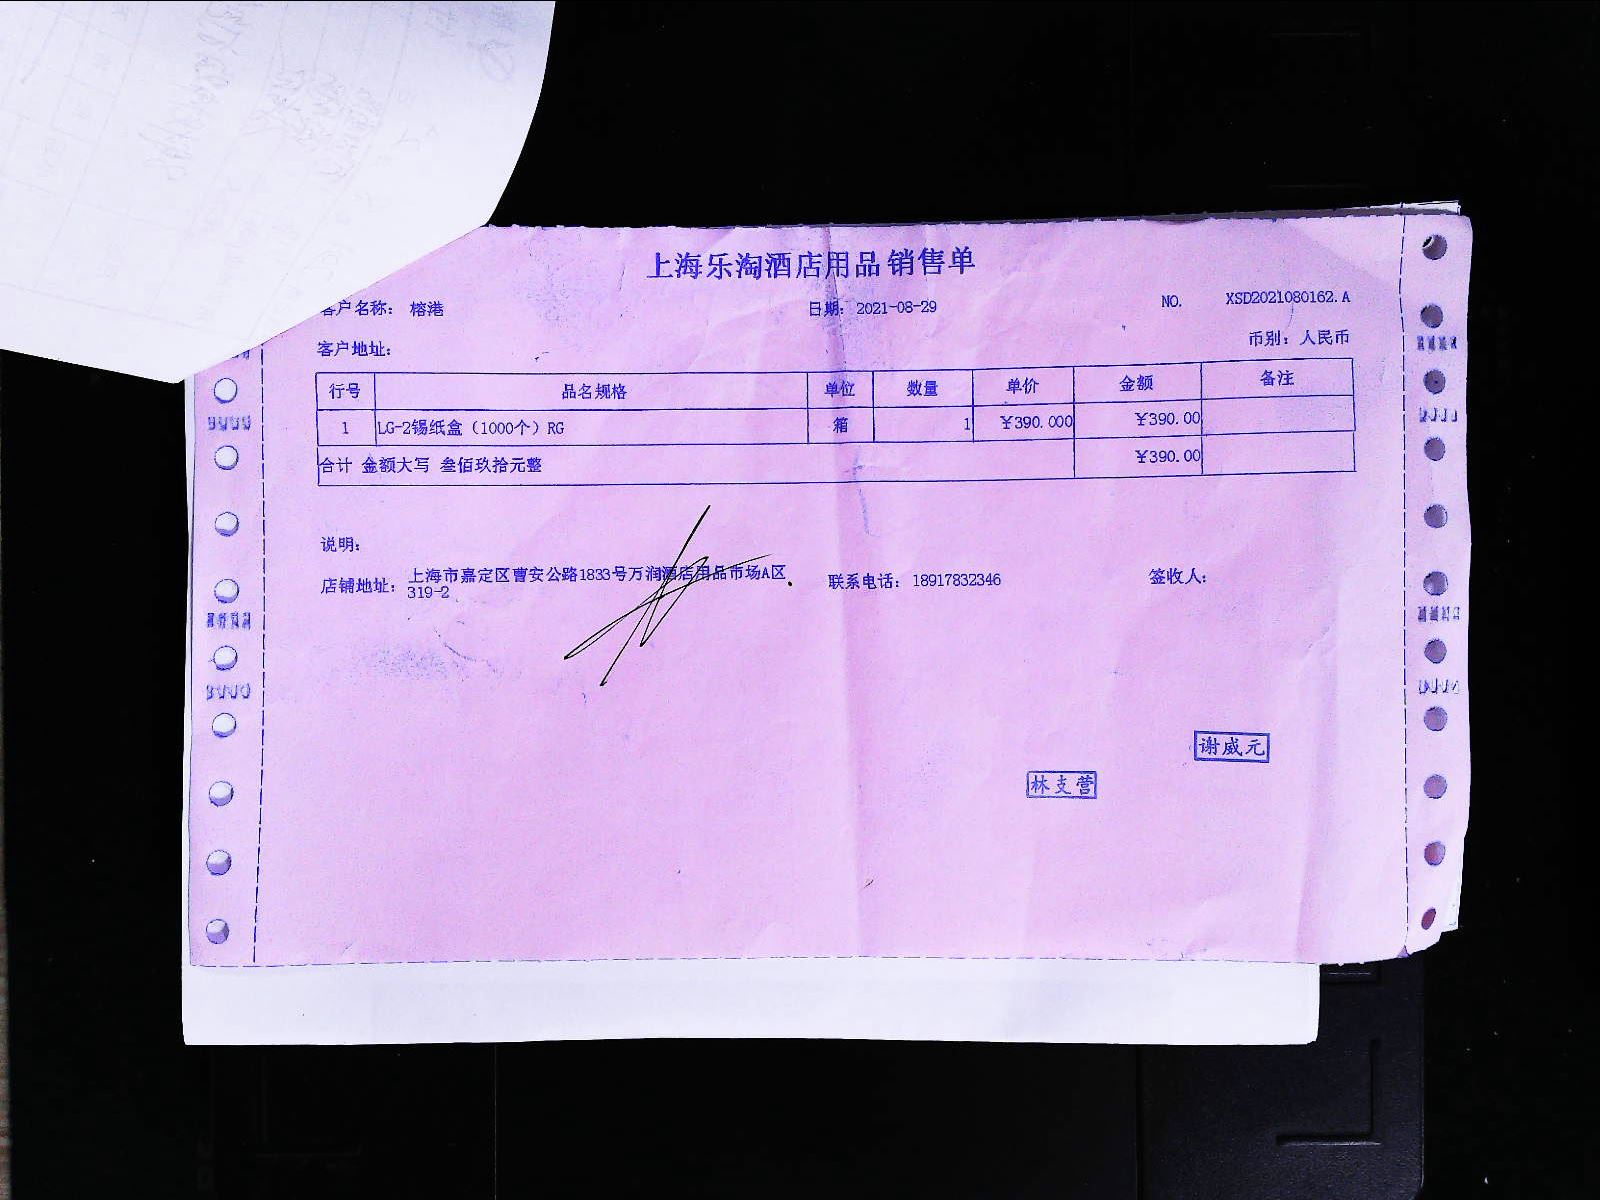 上海乐淘酒店用品销售单
客户名称： 榕港 日期：2021-08-29 NO. XSD2021080162.A
客户地址： 币别：人民币
行号 品名规格 单位 数量 单价 金额 备注
1 LG-2锡纸盒（1000个）RG 箱 1 ¥390.000 ¥390.00
合计 金额大写 叁佰玖拾元整 ¥390.00
说明：
店铺地址：上海市嘉定区曹安公路1833号万润酒店用品市场A区 联系电话：18917832346 签收人：
319-2
谢威元
林支营